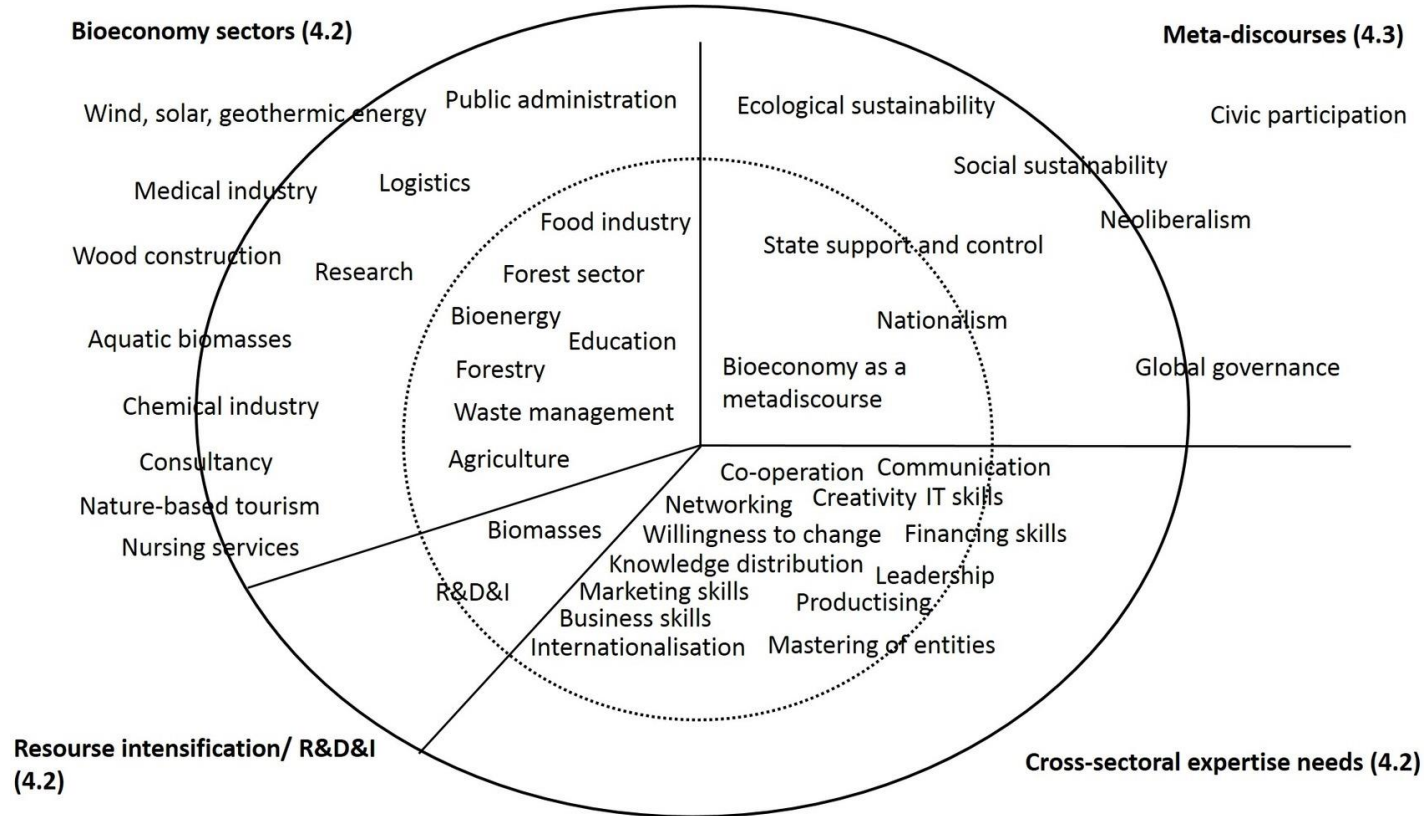 Bioeconomy sectors (4.2)
Wind, solar, geothermic energy
Public administration
Medical industry
Logistics
Food industry
Wood construction
Research
Forest sector
Bioenergy
Aquatic biomasses
Education
Forestry
Chemical industry
Waste management
Consultancy
Agriculture
Nature-based tourism
Nursing services
Meta-discourses (4.3)
Ecological sustainability
Civic participation
Social sustainability
Neoliberalism
State support and control
Nationalism
Bioeconomy as a
metadiscourse
Global governance
Resourse intensification/ R&D&I
(4.2)
Biomasses
R&D&I
Cross-sectoral expertise needs (4.2)
Co-operation
Communication
Networking
Creativity
IT skills
Willingness to change
Financing skills
Knowledge distribution
Leadership
Marketing skills
Productising
Business skills
Internationalisation
Mastering of entities